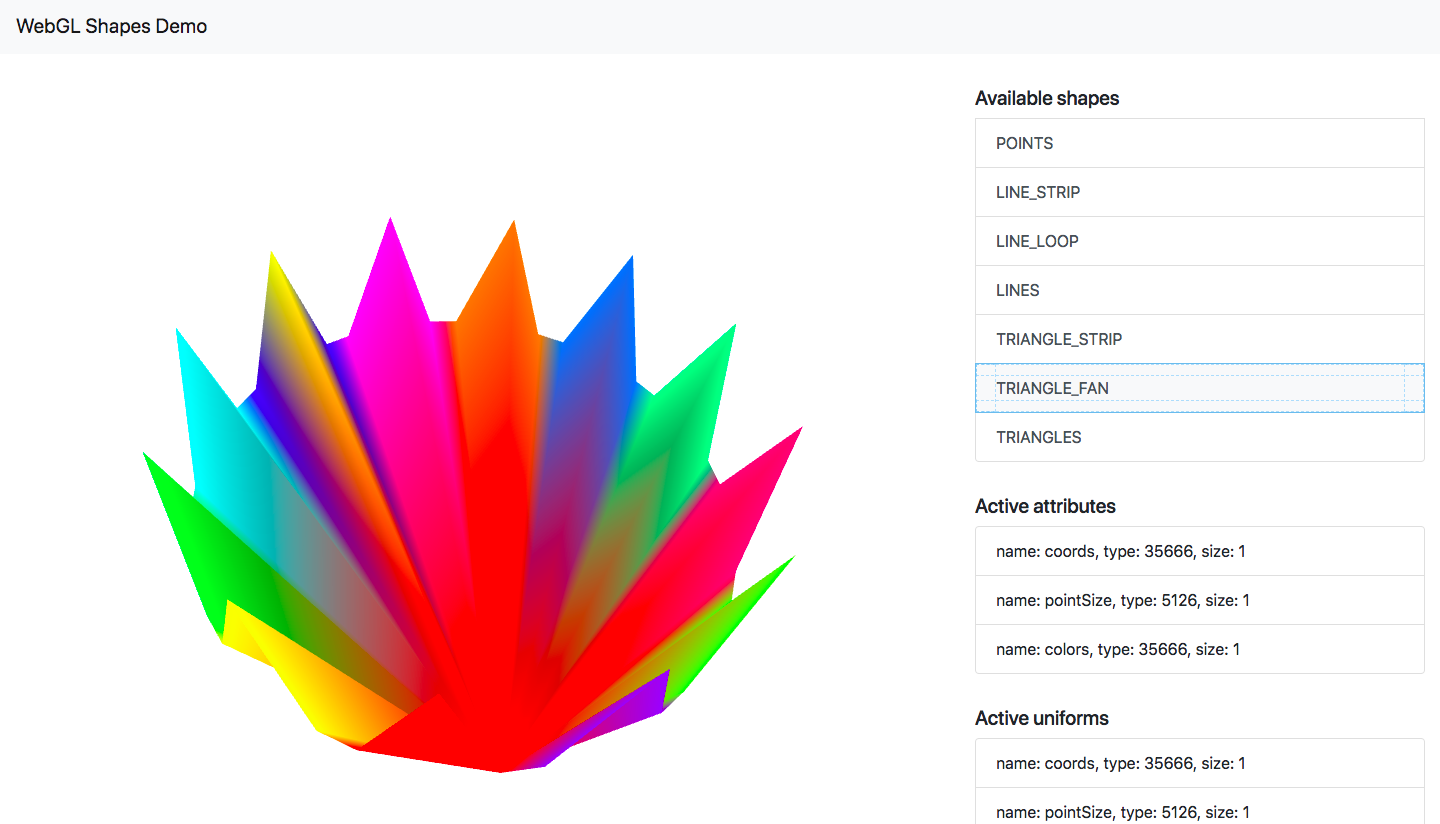 WebGL Shapes Demo
Available shapes
POINTS
LINE_STRIP
LINE_LOOP
LINES
TRIANGLE_STRIP
TRIANGLE_FAN
TRIANGLES
Active attributes
name: coords, type: 35666, size: 1
name: pointSize, type: 5126, size: 1
name: colors, type: 35666, size: 1
Active uniforms
name: coords, type: 35666, size: 1
name: pointSize, type: 5126, size: 1